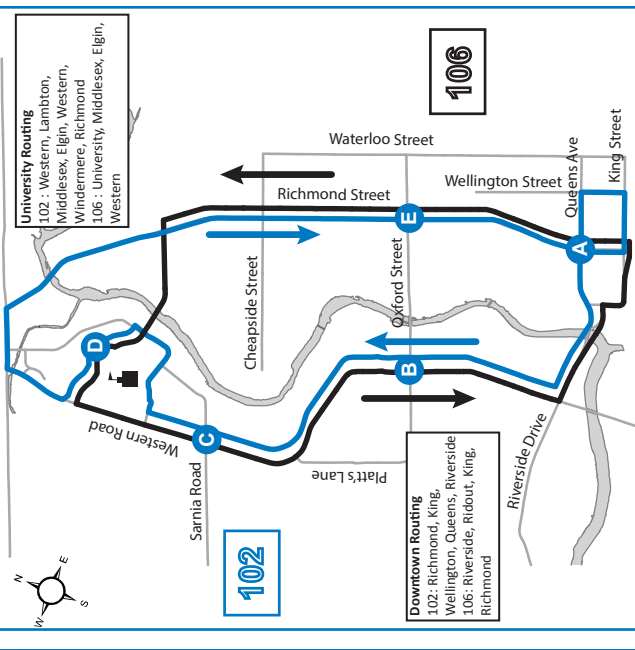 University Routing
102 : Western, Lambton,
Middlesex, Elgin, Western,
Windermere, Richmond
106 : University, Middlesex, Elgin,
Western
106
Waterloo Street
Richmond Street
Wellington Street
Queens Ave
King Street
Cheapside Street
Oxford Street
E
A
D
B
C
Western Road
Sarnia Road
Platt's Lane
Riverside Drive
102
Downtown Routing
102: Richmond, King,
Wellington, Queens, Riverside
106: Riverside, Ridout, King,
Richmond
N
E
S
W